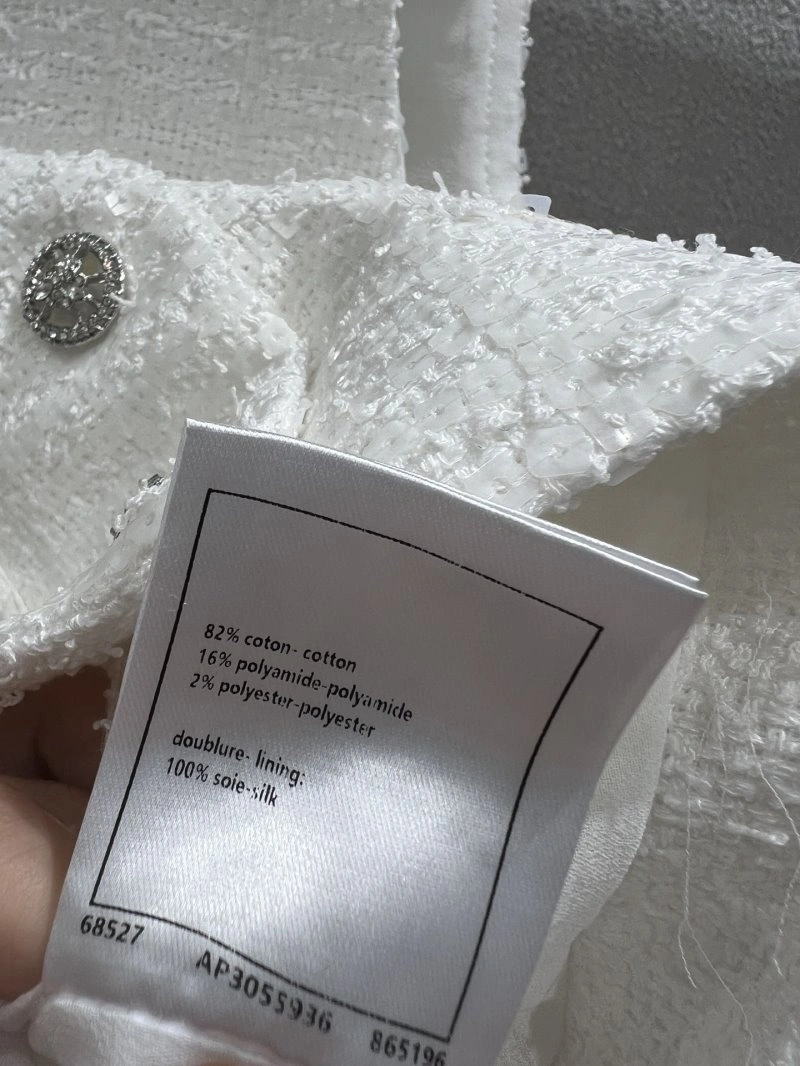 82% coton- cotton
16% polyamide-polyamide
2% polyester-polyester
doublure- lining:
100% soie-silk
68527 AP3055936 865196